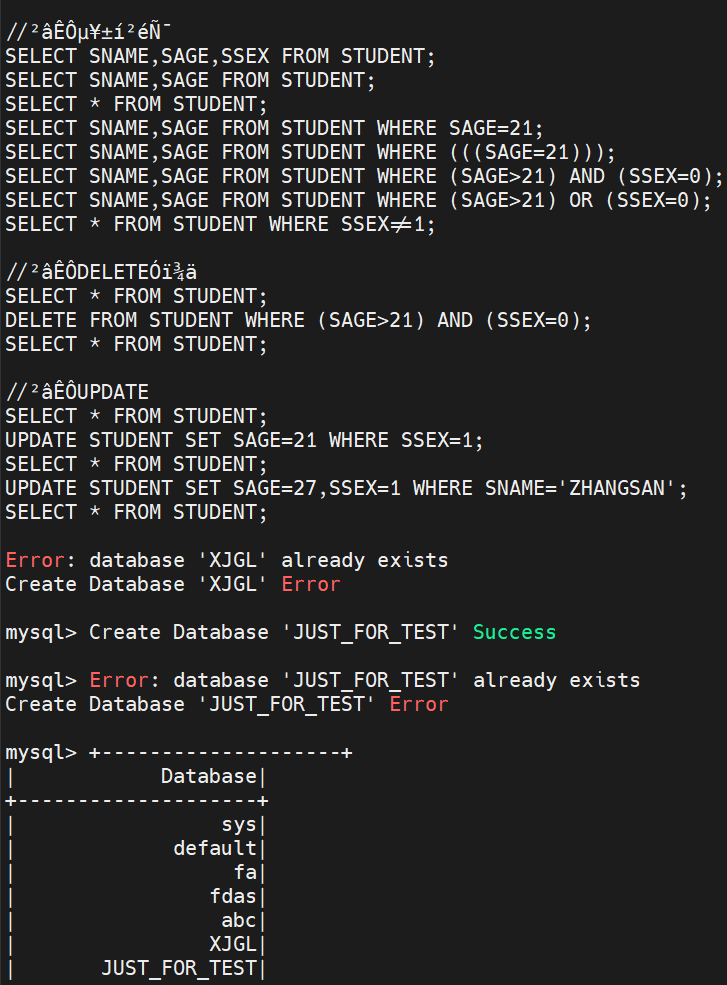 //²âÊÔµ¥±í²éÑ¯
SELECT SNAME,SAGE,SSEX FROM STUDENT;
SELECT SNAME,SAGE FROM STUDENT;
SELECT * FROM STUDENT;
SELECT SNAME,SAGE FROM STUDENT WHERE SAGE=21;
SELECT SNAME,SAGE FROM STUDENT WHERE (((SAGE=21)));
SELECT SNAME,SAGE FROM STUDENT WHERE (SAGE>21) AND (SSEX=0);
SELECT SNAME,SAGE FROM STUDENT WHERE (SAGE>21) OR (SSEX=0);
SELECT * FROM STUDENT WHERE SSEX!=1;
//²âÊÔDELETEÓï¾ä
SELECT * FROM STUDENT;
DELETE FROM STUDENT WHERE (SAGE>21) AND (SSEX=0);
SELECT * FROM STUDENT;
//²âÊÔUPDATE
SELECT * FROM STUDENT;
UPDATE STUDENT SET SAGE=21 WHERE SSEX=1;
SELECT * FROM STUDENT;
UPDATE STUDENT SET SAGE=27,SSEX=1 WHERE SNAME='ZHANGSAN';
SELECT * FROM STUDENT;
Error: database 'XJGL' already exists
Create Database 'XJGL' Error
mysql> Create Database 'JUST_FOR_TEST' Success
mysql> Error: database 'JUST_FOR_TEST' already exists
Create Database 'JUST_FOR_TEST' Error
mysql> +--------------------+
|            Database|
+--------------------+
|                 sys|
|             default|
|                  fa|
|                fdas|
|                 abc|
|                XJGL|
|       JUST_FOR_TEST|